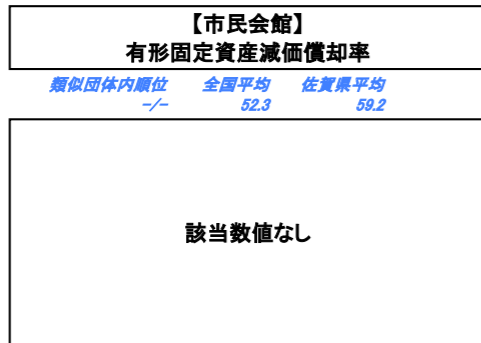 【市民会館】
有形固定資産減価償却率
類似団体内順位 全国平均 佐賀県平均
-/- 52.3 59.2
該当数値なし